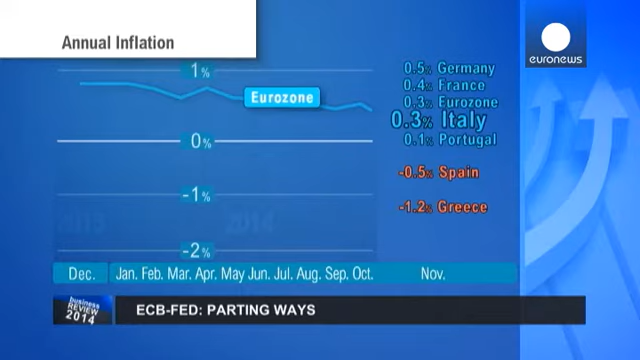 Annual Inflation
euronews
1%
0%
-1%
-2%
Eurozone
0.5% Germany
0.4% France
0.3% Eurozone
0.3% Italy
0.1% Portugal
-0.5% Spain
-1.2% Greece
2014
Dec. Jan. Feb. Mar. Apr. May Jun. Jul. Aug. Sep. Oct. Nov.
business
REVIEW
2014
ECB-FED: PARTING WAYS